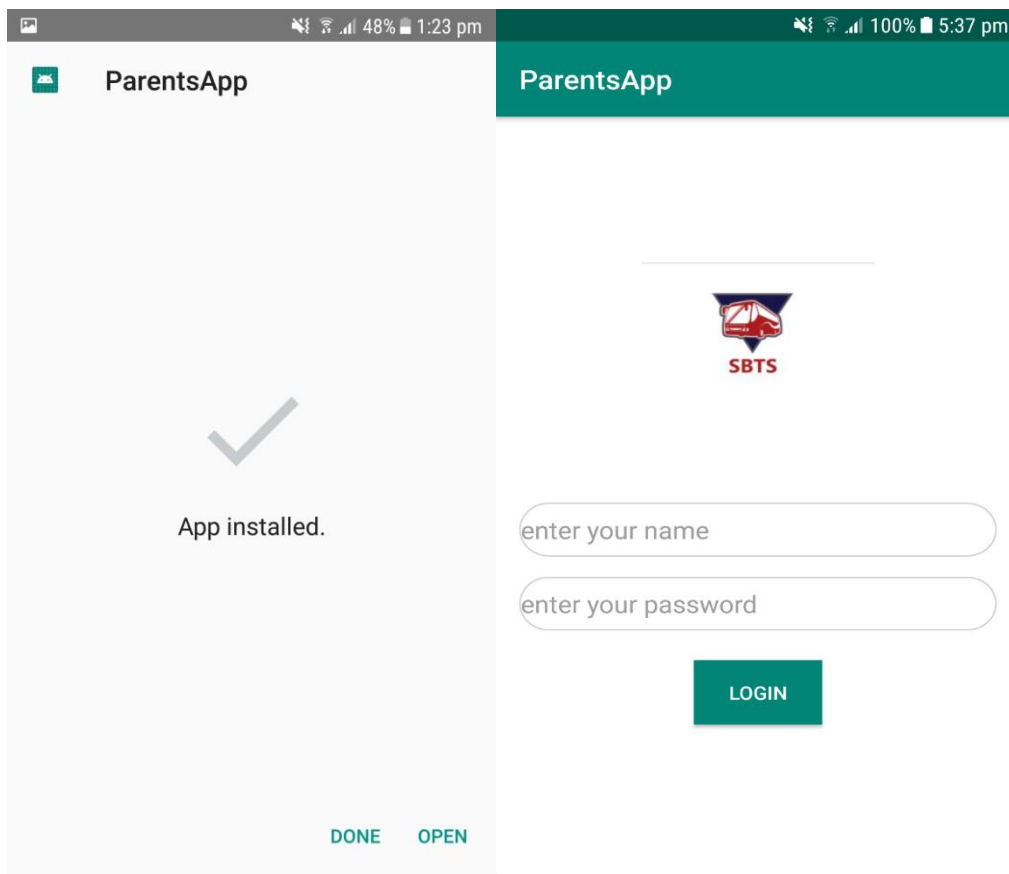 48% 1:23 pm
ParentsApp
App installed.
DONE OPEN
100% 5:37 pm
ParentsApp
SBTS
enter your name
enter your password
LOGIN